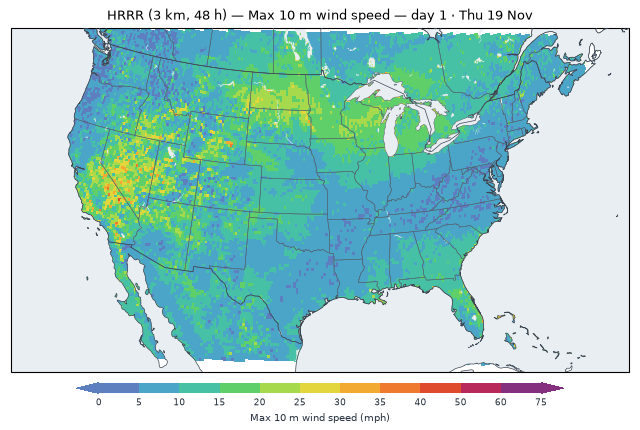 HRRR (3 km, 48 h) — Max 10 m wind speed — day 1 · Thu 19 Nov
0 5 10 15 20 25 30 35 40 50 60 75
Max 10 m wind speed (mph)